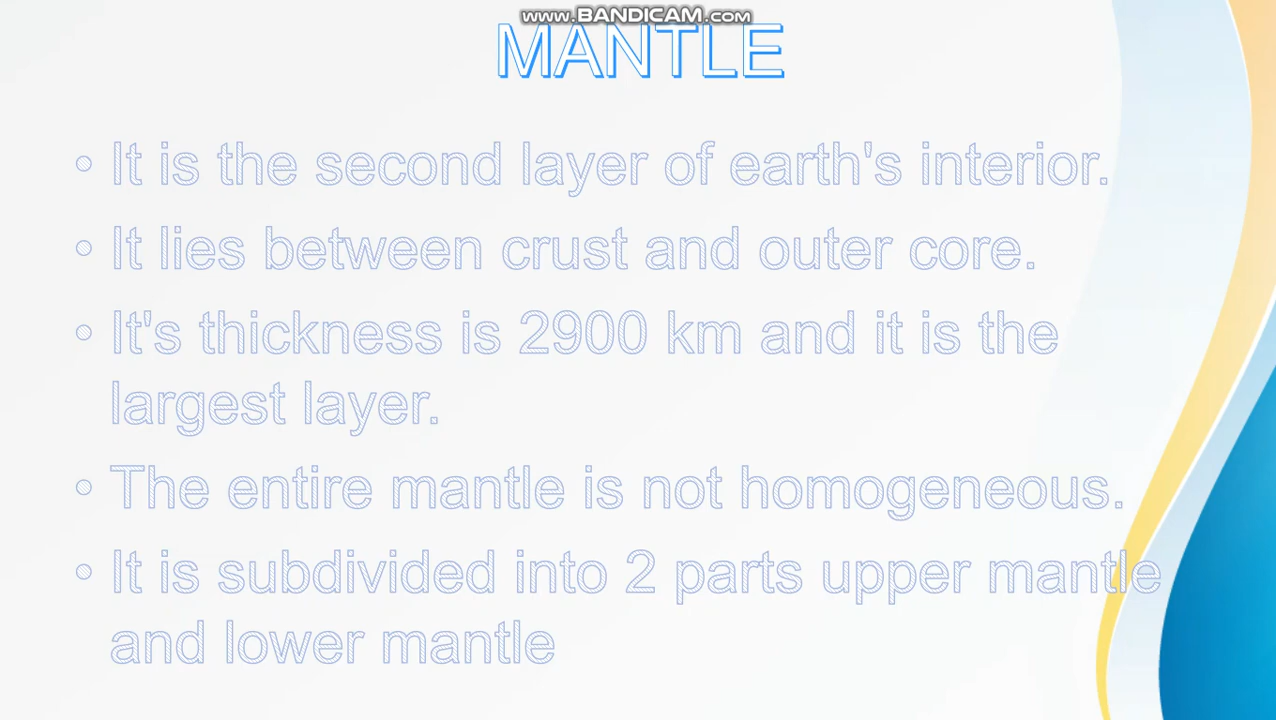 www.BANDICAM.com
MANTLE
• It is the second layer of earth's interior.
• It lies between crust and outer core.
• It's thickness is 2900 km and it is the
largest layer.
• The entire mantle is not homogeneous.
• It is subdivided into 2 parts upper mantle
and lower mantle